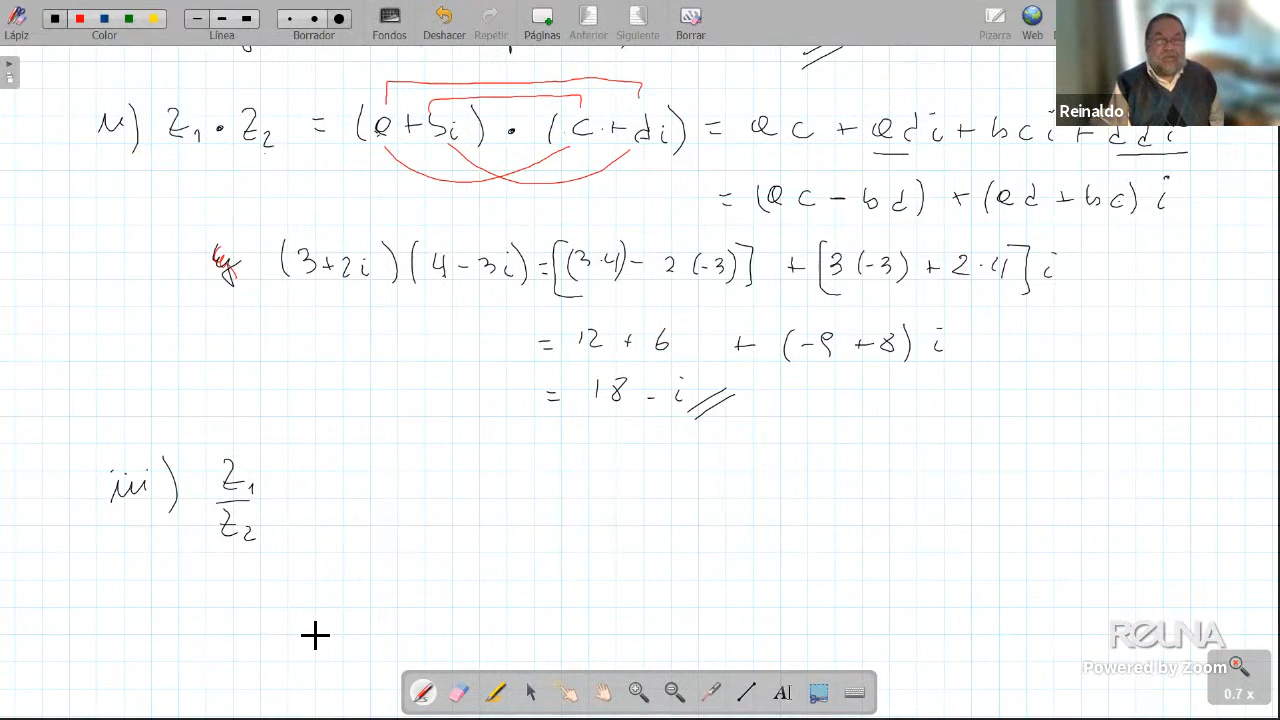 Lápiz Color Línea Borrador Fondos Deshacer Repetir Páginas Anterior Siguiente Borrar Pizarra Web
Reinaldo
ii) Z₁ · Z₂ = (a + bi) · (c + di) = ac + adi + bci +
= (ac - bd) + (ad + bc) i
ej (3+2i)(4-3i) = [(3·4) - 2(-3)] + [3(-3) + 2·4] i
= 12 + 6 + (-9 + 8) i
= 18 - i
iii) Z₁
Z₂
REUNA
Powered by Zoom
0.7 x